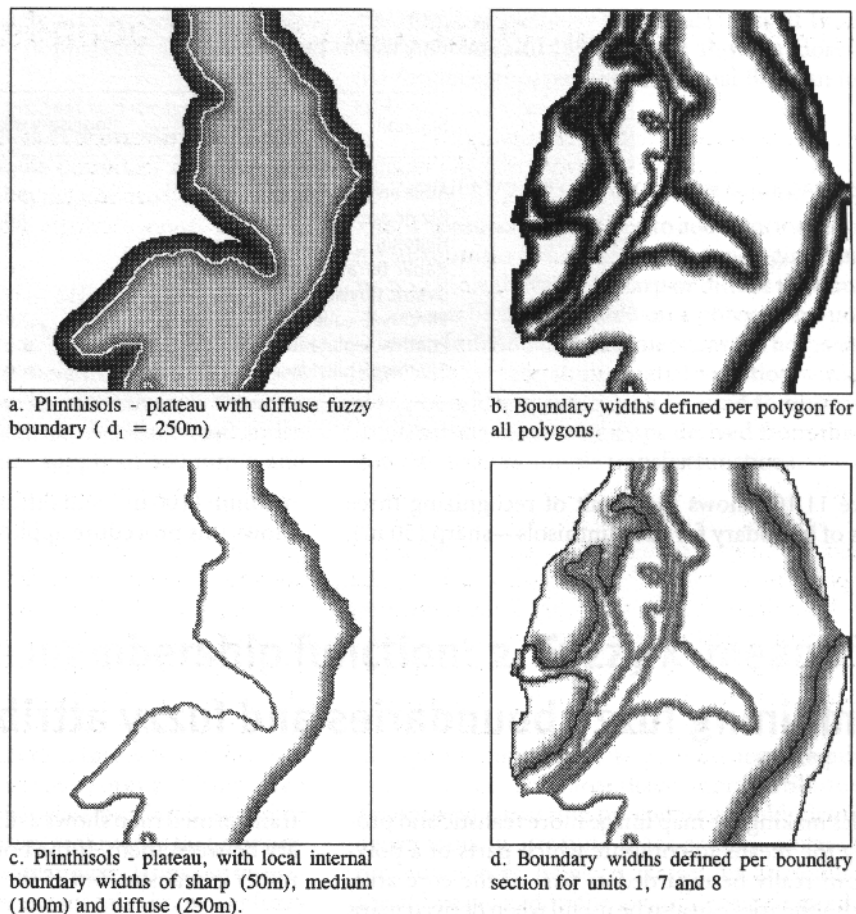 a. Plinthisols - plateau with diffuse fuzzy
boundary ( d₁ = 250m)
b. Boundary widths defined per polygon for
all polygons.
c. Plinthisols - plateau, with local internal
boundary widths of sharp (50m), medium
(100m) and diffuse (250m).
d. Boundary widths defined per boundary
section for units 1, 7 and 8